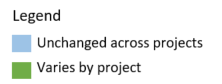 Legend
Unchanged across projects
Varies by project